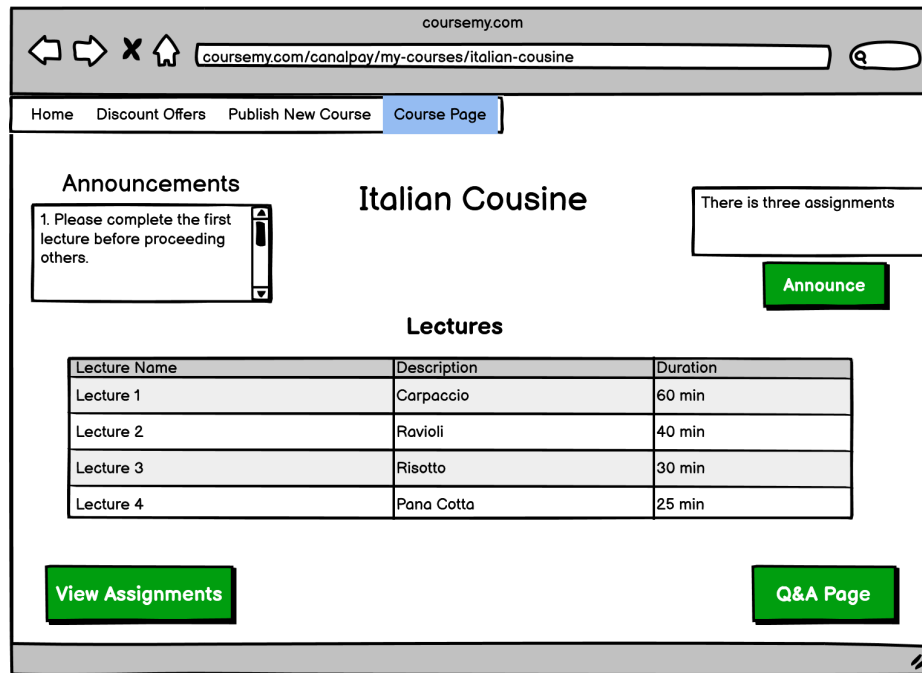 coursemy.com
coursemy.com/canalpay/my-courses/italian-cousine
Home Discount Offers Publish New Course Course Page
Announcements
1. Please complete the first
lecture before proceeding
others.
Italian Cousine
There is three assignments
Announce
Lectures
Lecture Name Description Duration
Lecture 1 Carpaccio 60 min
Lecture 2 Ravioli 40 min
Lecture 3 Risotto 30 min
Lecture 4 Pana Cotta 25 min
View Assignments
Q&A Page